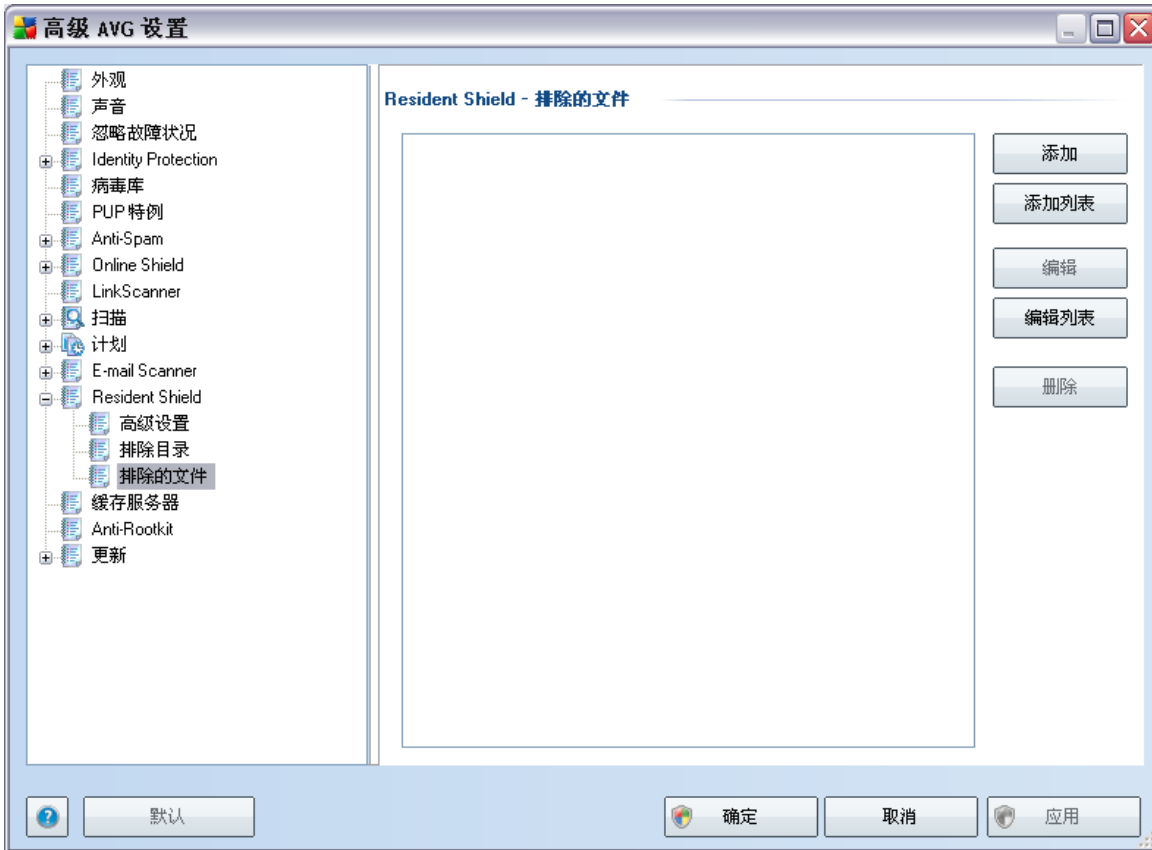 高级 AVG 设置
外观
声音
忽略故障状况
Identity Protection
病毒库
PUP 特例
Anti-Spam
Online Shield
LinkScanner
扫描
计划
E-mail Scanner
Resident Shield
高级设置
排除目录
排除的文件
缓存服务器
Anti-Rootkit
更新
Resident Shield - 排除的文件
添加
添加列表
编辑
编辑列表
删除
默认
确定
取消
应用